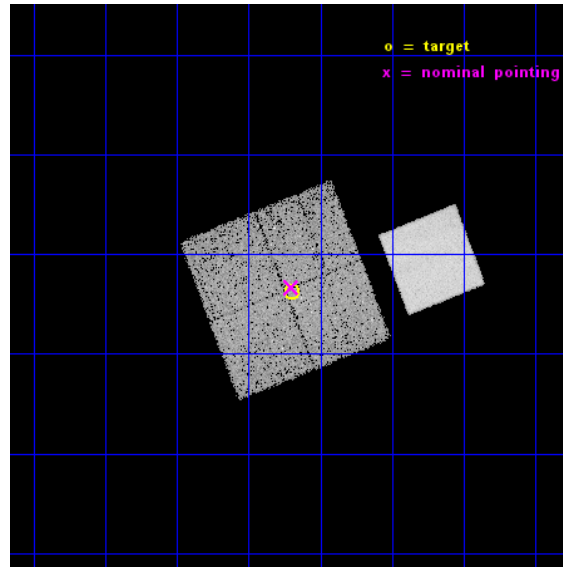 o = target
x = nominal pointing